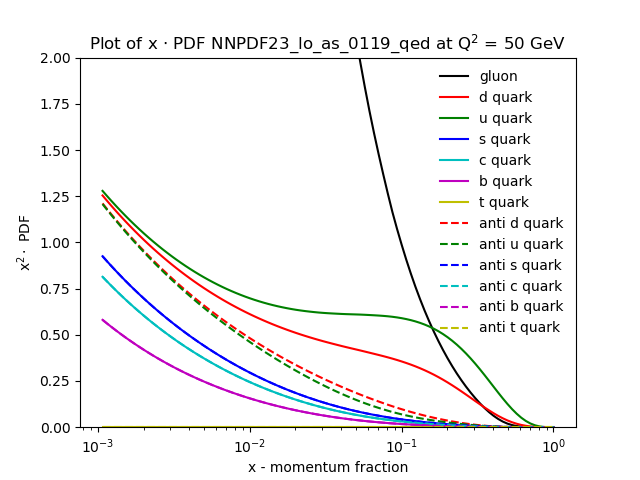 Plot of x · PDF NNPDF23_lo_as_0119_qed at Q² = 50 GeV
2.00
1.75
1.50
1.25
1.00
0.75
0.50
0.25
0.00
x²· PDF
10⁻³
10⁻²
10⁻¹
10⁰
x - momentum fraction
gluon
d quark
u quark
s quark
c quark
b quark
t quark
anti d quark
anti u quark
anti s quark
anti c quark
anti b quark
anti t quark